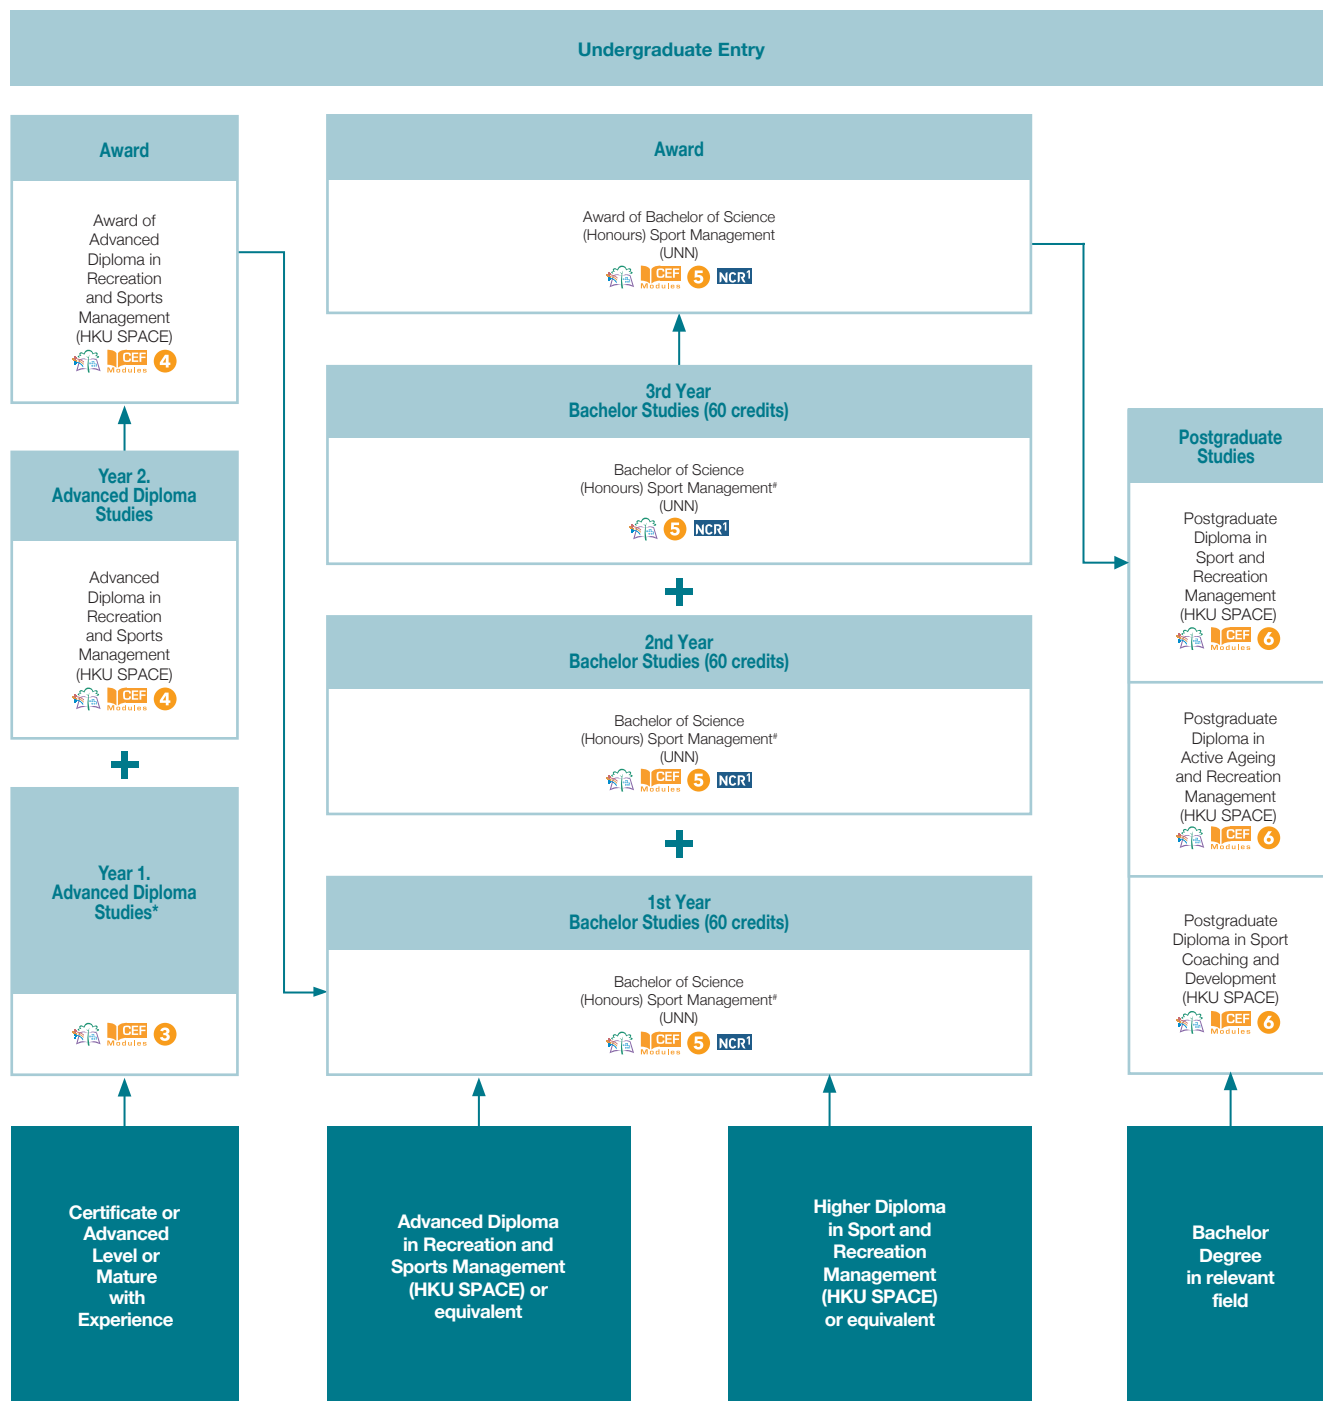 Undergraduate Entry
Award
Award of
Advanced
Diploma in
Recreation
and Sports
Management
(HKU SPACE)
CEF
Modules
4
Year 2.
Advanced Diploma
Studies
Advanced
Diploma in
Recreation
and Sports
Management
(HKU SPACE)
CEF
Modules
4
Year 1.
Advanced Diploma
Studies*
CEF
Modules
3
Certificate or
Advanced
Level or
Mature
with
Experience
Award
Award of Bachelor of Science
(Honours) Sport Management
(UNN)
CEF
Modules
5
NCR1
3rd Year
Bachelor Studies (60 credits)
Bachelor of Science
(Honours) Sport Management#
(UNN)
5
NCR1
2nd Year
Bachelor Studies (60 credits)
Bachelor of Science
(Honours) Sport Management#
(UNN)
CEF
Modules
5
NCR1
1st Year
Bachelor Studies (60 credits)
Bachelor of Science
(Honours) Sport Management#
(UNN)
CEF
Modules
5
NCR1
Advanced Diploma
in Recreation and
Sports Management
(HKU SPACE) or
equivalent
Higher Diploma
in Sport and
Recreation
Management
(HKU SPACE)
or equivalent
Postgraduate
Studies
Postgraduate
Diploma in
Sport and
Recreation
Management
(HKU SPACE)
CEF
Modules
6
Postgraduate
Diploma in
Active Ageing
and Recreation
Management
(HKU SPACE)
CEF
Modules
6
Postgraduate
Diploma in Sport
Coaching and
Development
(HKU SPACE)
CEF
Modules
6
Bachelor
Degree
in relevant
field